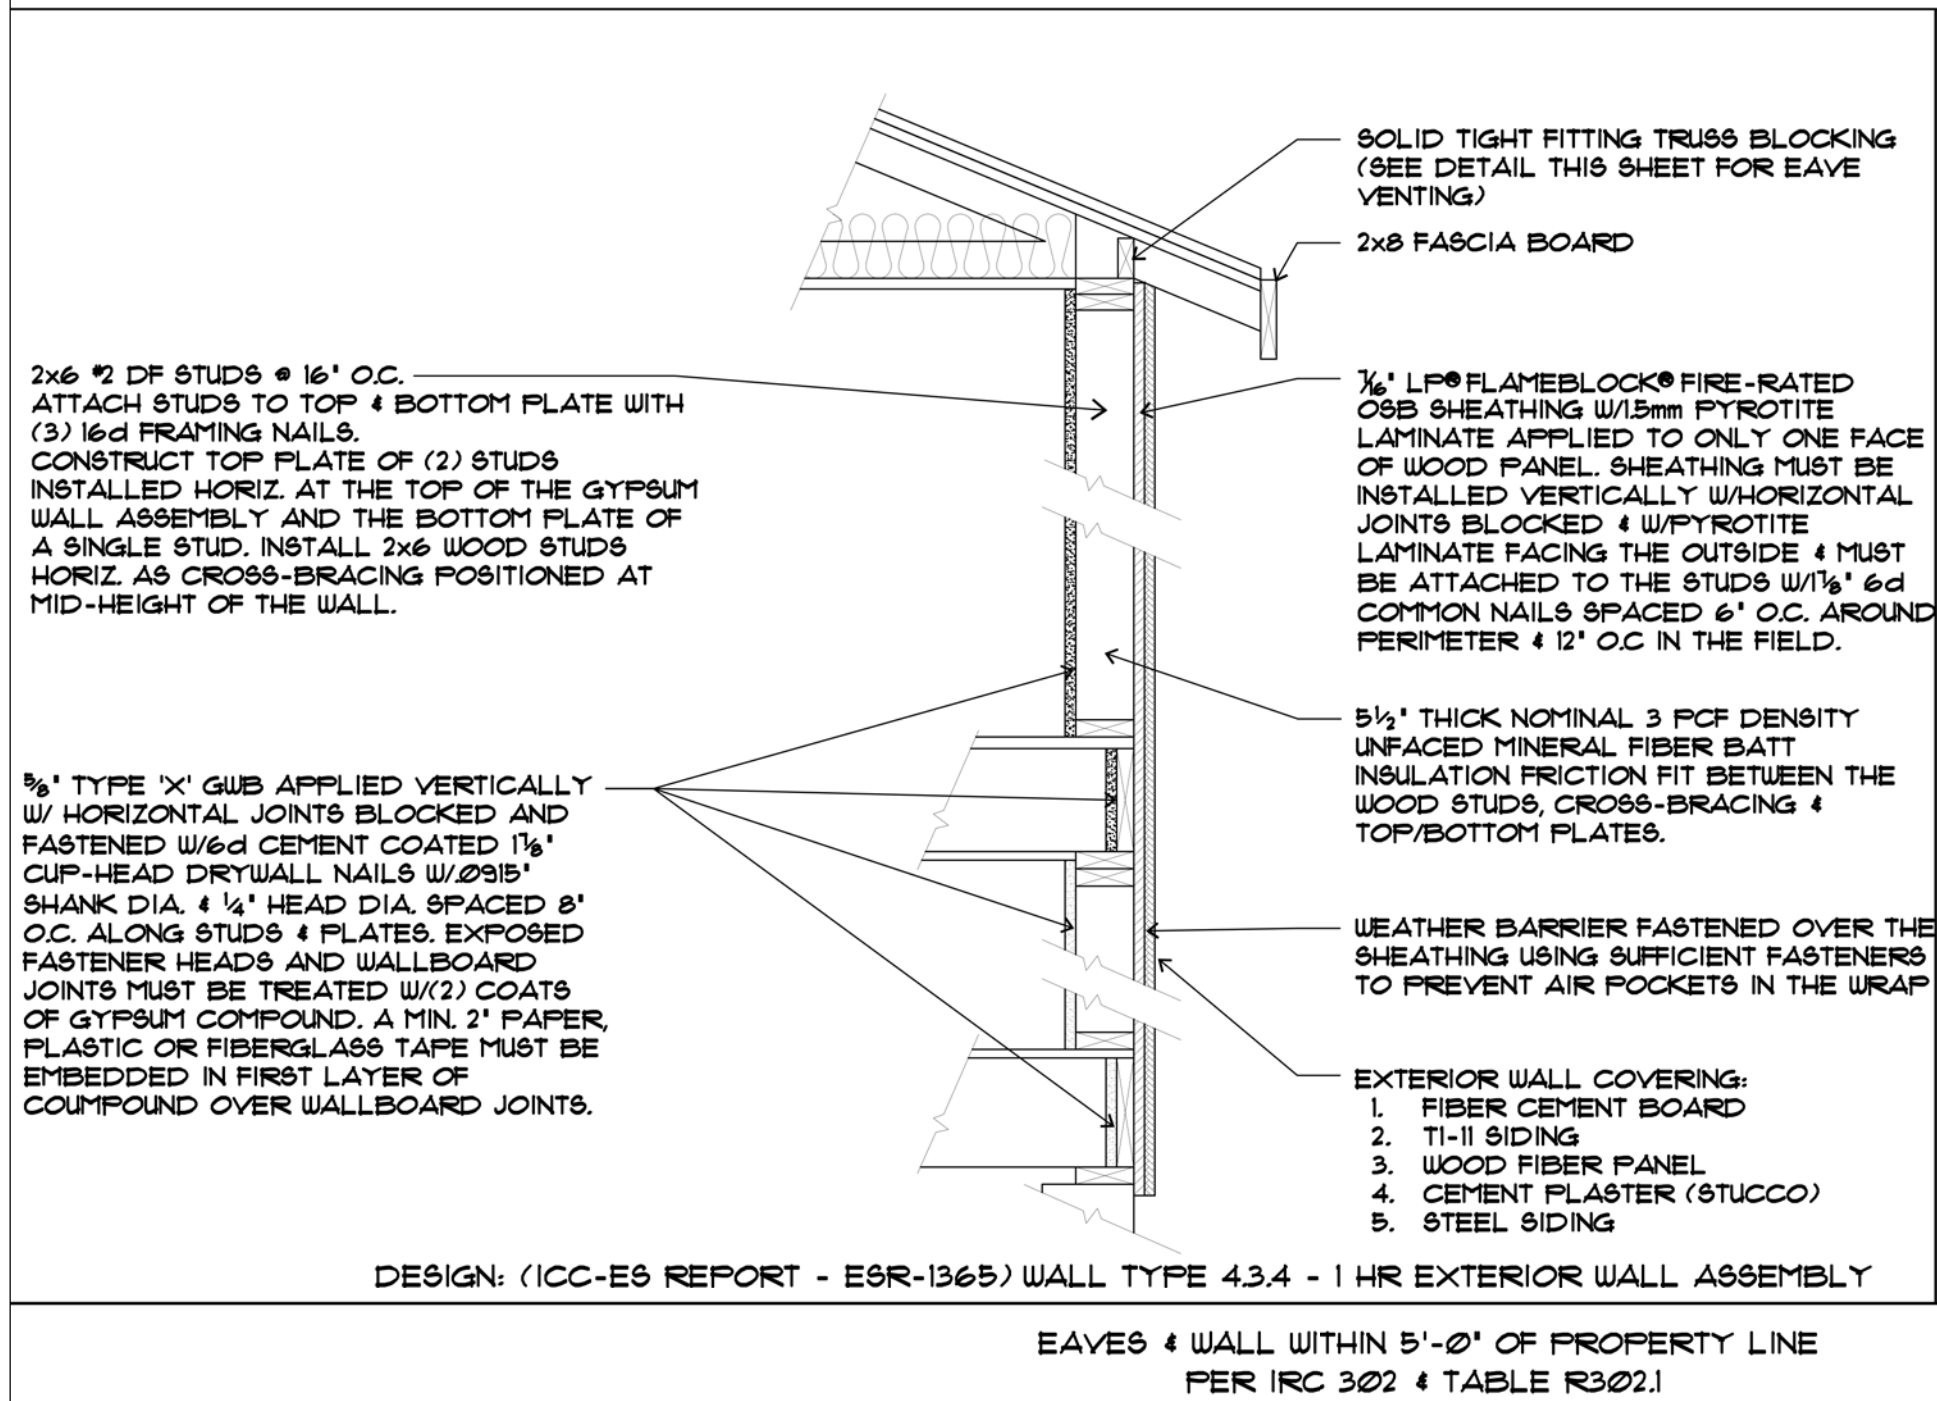 SOLID TIGHT FITTING TRUSS BLOCKING
(SEE DETAIL THIS SHEET FOR EAVE
VENTING)
2x8 FASCIA BOARD
2x6 #2 DF STUDS @ 16" O.C.
ATTACH STUDS TO TOP & BOTTOM PLATE WITH
(3) 16d FRAMING NAILS.
CONSTRUCT TOP PLATE OF (2) STUDS
INSTALLED HORIZ. AT THE TOP OF THE GYPSUM
WALL ASSEMBLY AND THE BOTTOM PLATE OF
A SINGLE STUD. INSTALL 2x6 WOOD STUDS
HORIZ. AS CROSS-BRACING POSITIONED AT
MID-HEIGHT OF THE WALL.
7/16" LP® FLAMEBLOCK® FIRE-RATED
OSB SHEATHING W/1.5mm PYROTITE
LAMINATE APPLIED TO ONLY ONE FACE
OF WOOD PANEL. SHEATHING MUST BE
INSTALLED VERTICALLY W/HORIZONTAL
JOINTS BLOCKED & W/PYROTITE
LAMINATE FACING THE OUTSIDE & MUST
BE ATTACHED TO THE STUDS W/1 7/8" 6d
COMMON NAILS SPACED 6" O.C. AROUND
PERIMETER & 12" O.C IN THE FIELD.
5 1/2" THICK NOMINAL 3 PCF DENSITY
UNFACED MINERAL FIBER BATT
INSULATION FRICTION FIT BETWEEN THE
WOOD STUDS, CROSS-BRACING &
TOP/BOTTOM PLATES.
5/8" TYPE 'X' GWB APPLIED VERTICALLY
W/ HORIZONTAL JOINTS BLOCKED AND
FASTENED W/6d CEMENT COATED 1 7/8"
CUP-HEAD DRYWALL NAILS W/.0915"
SHANK DIA. & 1/4" HEAD DIA. SPACED 8"
O.C. ALONG STUDS & PLATES. EXPOSED
FASTENER HEADS AND WALLBOARD
JOINTS MUST BE TREATED W/(2) COATS
OF GYPSUM COMPOUND. A MIN. 2" PAPER,
PLASTIC OR FIBERGLASS TAPE MUST BE
EMBEDDED IN FIRST LAYER OF
COUMPOUND OVER WALLBOARD JOINTS.
WEATHER BARRIER FASTENED OVER THE
SHEATHING USING SUFFICIENT FASTENERS
TO PREVENT AIR POCKETS IN THE WRAP
EXTERIOR WALL COVERING:
1. FIBER CEMENT BOARD
2. T1-11 SIDING
3. WOOD FIBER PANEL
4. CEMENT PLASTER (STUCCO)
5. STEEL SIDING
DESIGN: (ICC-ES REPORT - ESR-1365) WALL TYPE 4.3.4 - 1 HR EXTERIOR WALL ASSEMBLY
EAVES & WALL WITHIN 5'-0" OF PROPERTY LINE
PER IRC 302 & TABLE R302.1